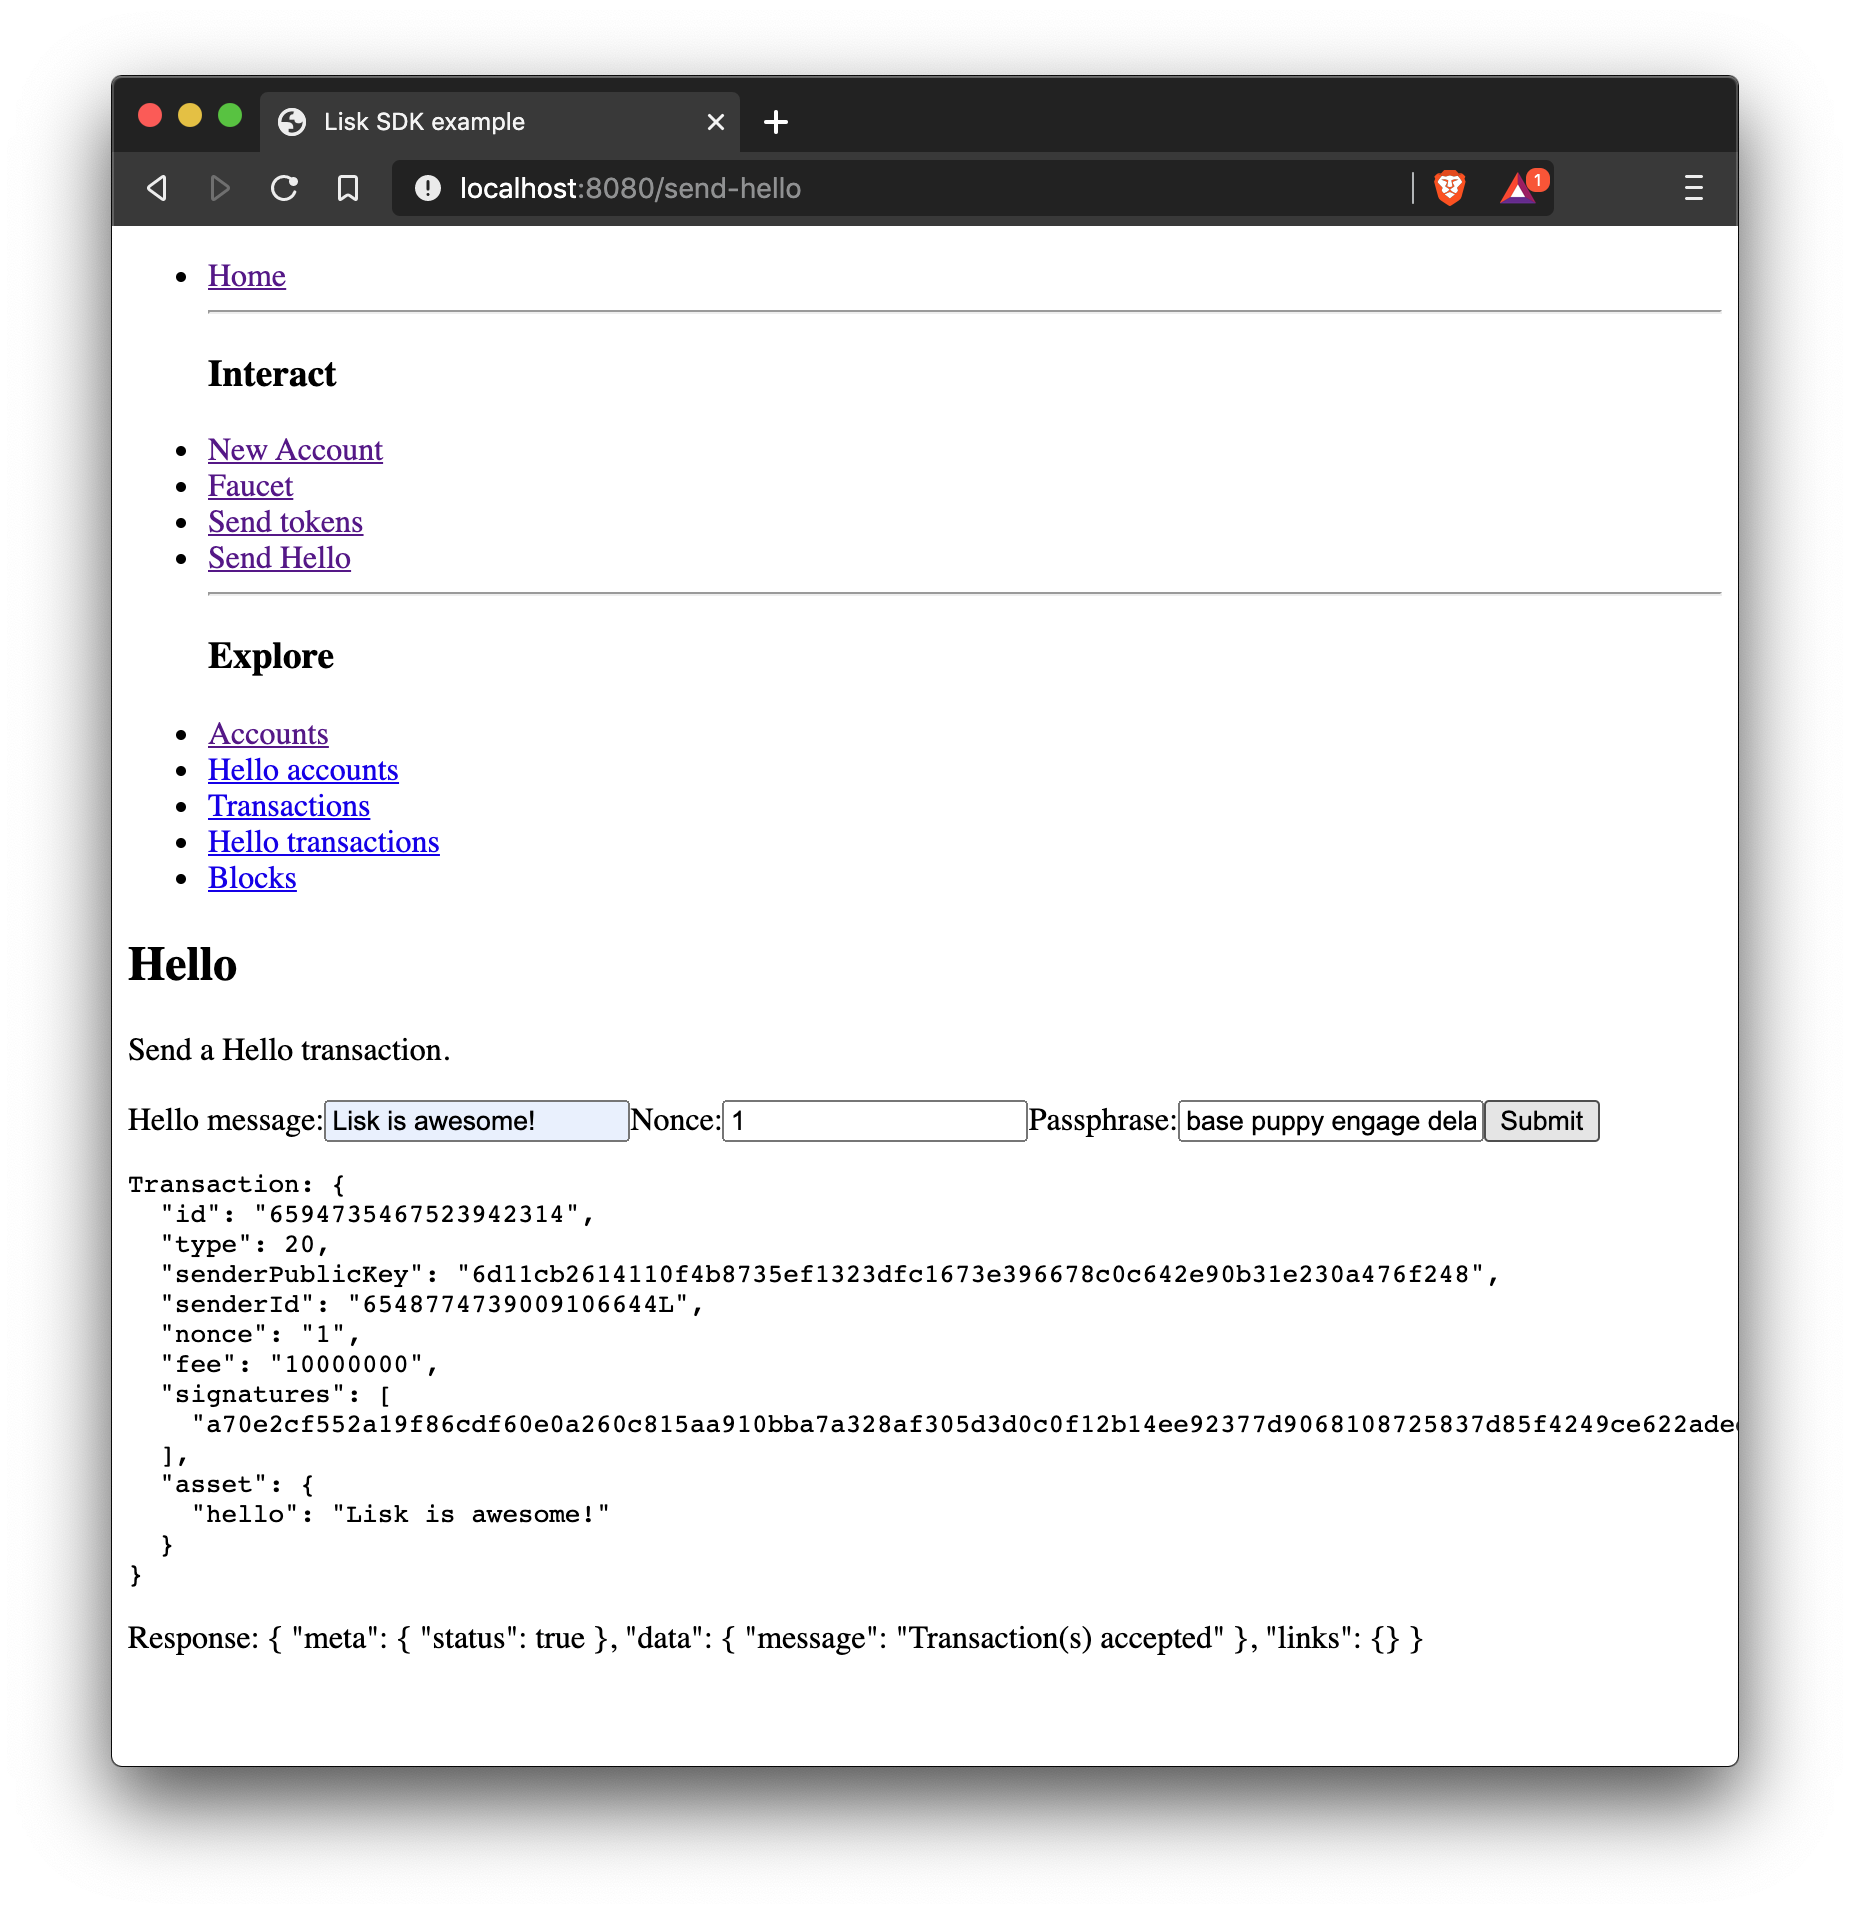 Lisk SDK example
localhost:8080/send-hello
1
Home
Interact
New Account
Faucet
Send tokens
Send Hello
Explore
Accounts
Hello accounts
Transactions
Hello transactions
Blocks
Hello
Send a Hello transaction.
Hello message: Lisk is awesome! Nonce: 1 Passphrase: base puppy engage dela Submit
Transaction: {
"id": "6594735467523942314",
"type": 20,
"senderPublicKey": "6d11cb2614110f4b8735ef1323dfc1673e396678c0c642e90b31e230a476f248",
"senderId": "6548774739009106644L",
"nonce": "1",
"fee": "10000000",
"signatures": [
"a70e2cf552a19f86cdf60e0a260c815aa910bba7a328af305d3d0c0f12b14ee92377d9068108725837d85f4249ce622ade
],
"asset": {
"hello": "Lisk is awesome!"
}
}
Response: { "meta": { "status": true }, "data": { "message": "Transaction(s) accepted" }, "links": {} }